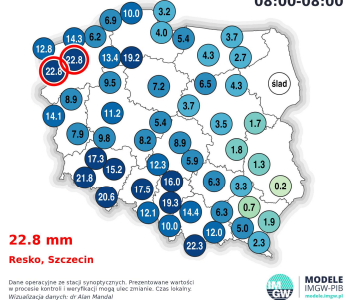 08:00-08:00
3.2
10.0
6.9
14.3 6.2 4.0 5.4 3.7
12.8
22.8 13.4 19.2 4.3 2.7
22.8
9.5 7.2 6.5 4.3 ślad
8.9
14.1 11.2 3.7
5.4 3.5 1.7
7.9 9.8 8.2 8.9
1.8
17.3 12.3 5.9 1.3
15.2
21.8 16.0 6.3 3.3 0.2
17.5
20.6 19.3 0.7
12.1 14.4 6.3
10.0 5.0 1.9
12.0
22.3 2.3
22.8 mm
Resko, Szczecin
Dane operacyjne ze stacji synoptycznych. Prezentowane wartości
w procesie kontroli i weryfikacji mogą ulec zmianie. Czas lokalny.
Wizualizacja danych: dr Alan Mandal
IM
GW
MODELE
IMGW-PIB